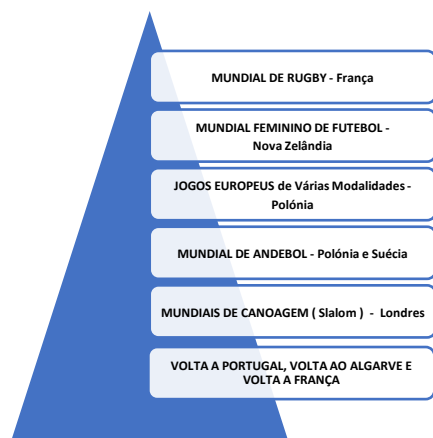 MUNDIAL DE RUGBY - França
MUNDIAL FEMININO DE FUTEBOL -
Nova Zelândia
JOGOS EUROPEUS de Várias Modalidades -
Polónia
MUNDIAL DE ANDEBOL - Polónia e Suécia
MUNDIAIS DE CANOAGEM ( Slalom ) - Londres
VOLTA A PORTUGAL, VOLTA AO ALGARVE E
VOLTA A FRANÇA